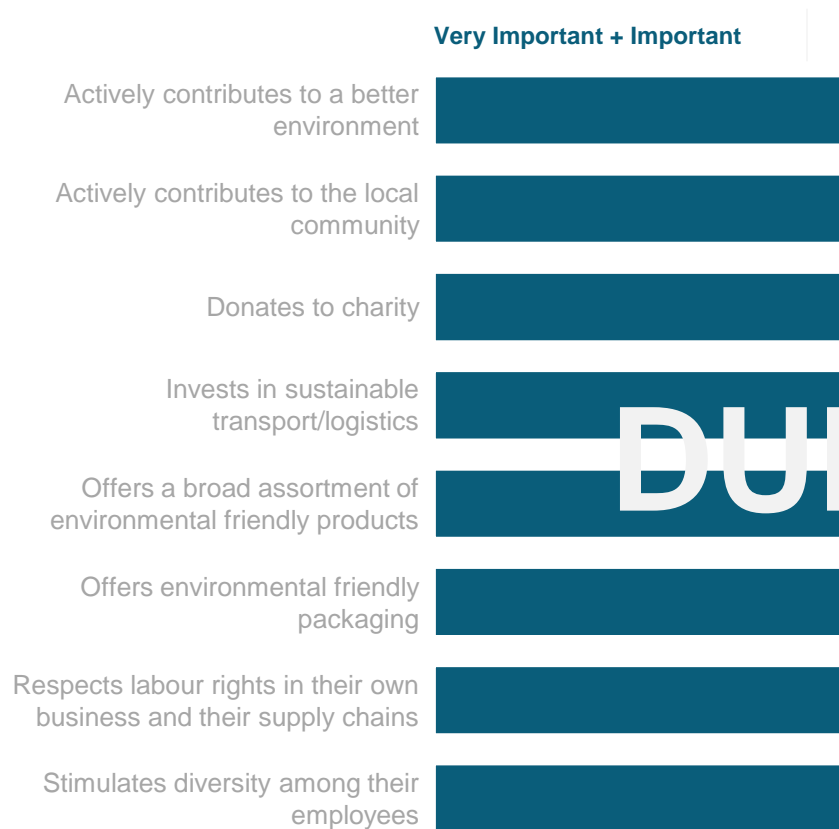 Very Important + Important
Actively contributes to a better
environment
Actively contributes to the local
community
Donates to charity
Invests in sustainable
transport/logistics
Offers a broad assortment of
environmental friendly products
Offers environmental friendly
packaging
Respects labour rights in their own
business and their supply chains
Stimulates diversity among their
employees